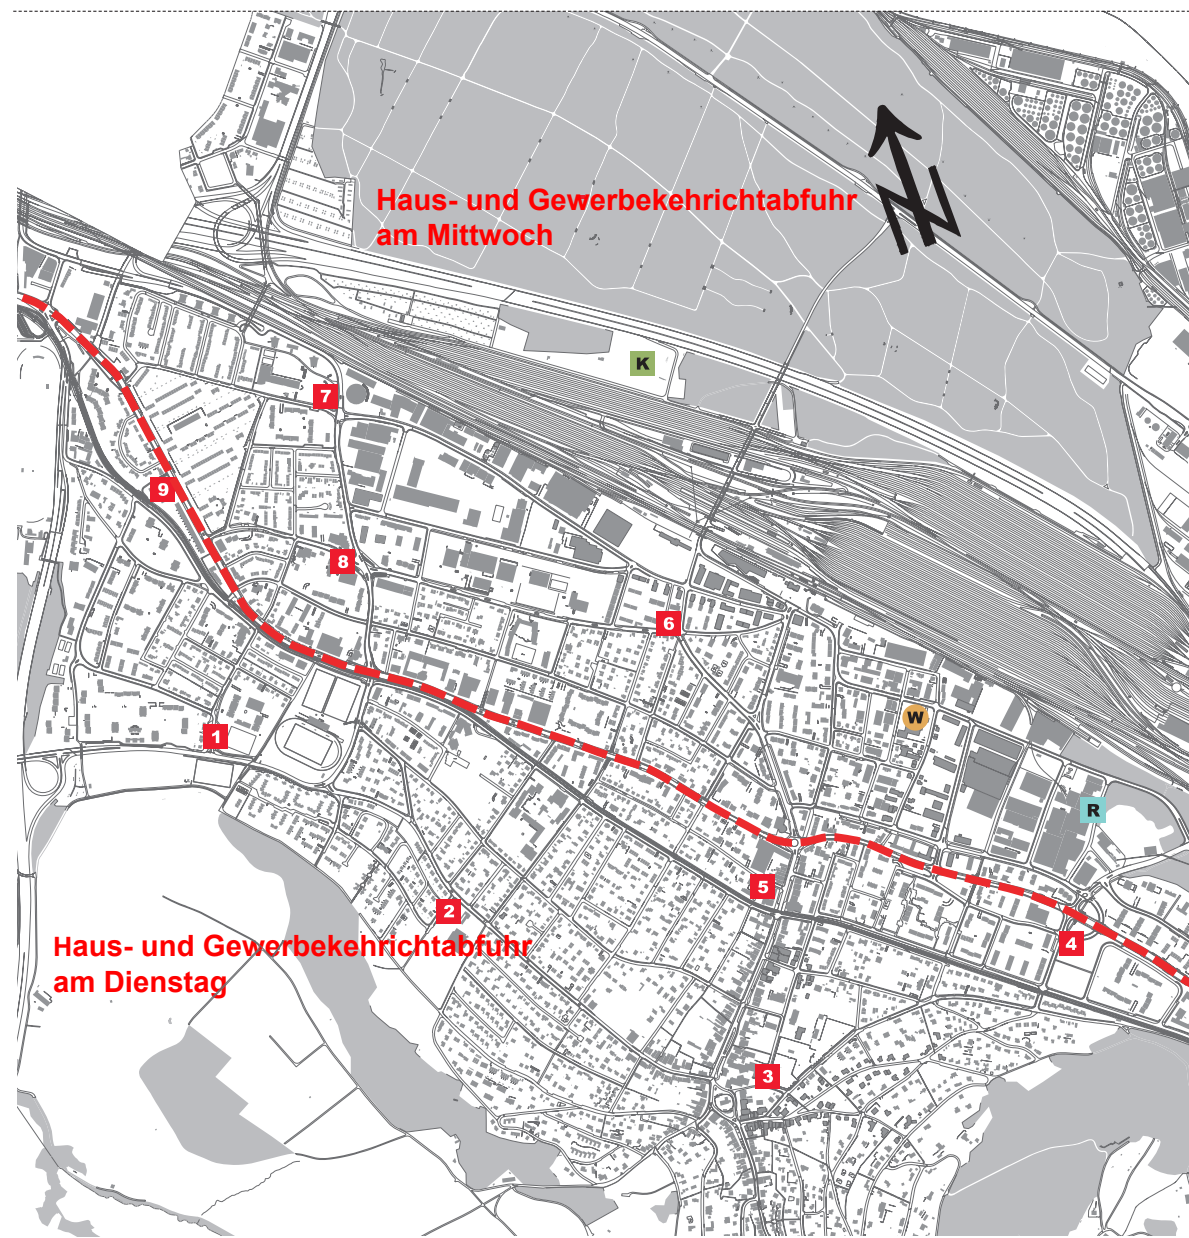 Haus- und Gewerbekehrichtabfuhr
am Mittwoch
K
7
9
8
6
W
1
R
5
2
4
Haus- und Gewerbekehrichtabfuhr
am Dienstag
3